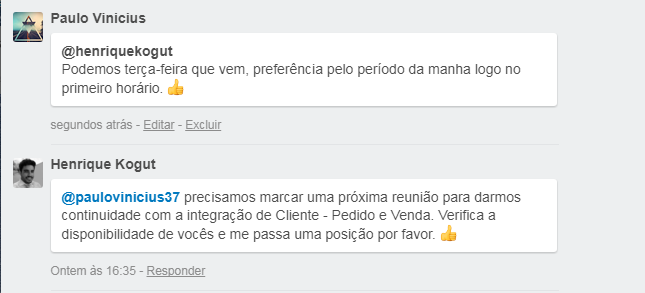 Paulo Vinicius
@henriquekogut
Podemos terça-feira que vem, preferência pelo período da manha logo no
primeiro horário. 👍
segundos atrás - Editar - Excluir
Henrique Kogut
@paulovinicius37 precisamos marcar uma próxima reunião para darmos
continuidade com a integração de Cliente - Pedido e Venda. Verifica a
disponibilidade de vocês e me passa uma posição por favor. 👍
Ontem às 16:35 - Responder